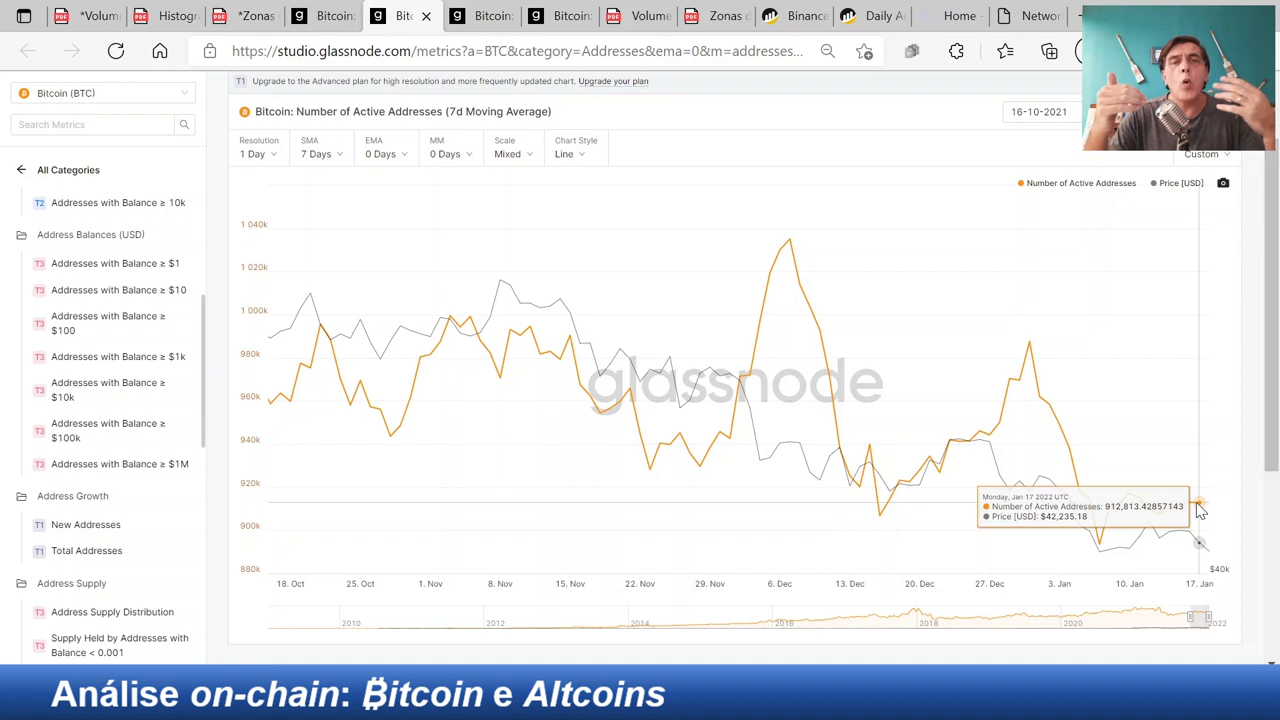 *Volum
Histogr
*Zonas
Bitcoin:
Bitc
Bitcoin
Bitcoin:
Volume
Zonas d
Binance
Daily A
Home -
Networ
https://studio.glassnode.com/metrics?a=BTC&category=Addresses&ema=0&m=addresses...
T1 Upgrade to the Advanced plan for high resolution and more frequently updated chart. Upgrade your plan
Bitcoin (BTC)
Search Metrics
All Categories
T2 Addresses with Balance ≥ 10k
Address Balances (USD)
T3 Addresses with Balance ≥ $1
T3 Addresses with Balance ≥ $10
T3 Addresses with Balance ≥
$100
T3 Addresses with Balance ≥ $1k
T3 Addresses with Balance ≥
$10k
T3 Addresses with Balance ≥
$100k
T3 Addresses with Balance ≥ $1M
Address Growth
T1 New Addresses
T1 Total Addresses
Address Supply
T3 Address Supply Distribution
T3 Supply Held by Addresses with
Balance < 0.001
Bitcoin: Number of Active Addresses (7d Moving Average)
16-10-2021
Resolution
1 Day
SMA
7 Days
EMA
0 Days
MM
0 Days
Scale
Mixed
Chart Style
Line
Custom
Number of Active Addresses Price [USD]
1 040k
1 020k
1 000k
980k
960k
940k
920k
900k
880k
glassnode
Monday, Jan 17 2022 UTC
Number of Active Addresses: 912,813.42857143
Price [USD]: $42,235.18
$40k
18. Oct 25. Oct 1. Nov 8. Nov 15. Nov 22. Nov 29. Nov 6. Dec 13. Dec 20. Dec 27. Dec 3. Jan 10. Jan 17. Jan
2010 2012 2014 2016 2018 2020 2022
Análise on-chain: ₿itcoin e Altcoins